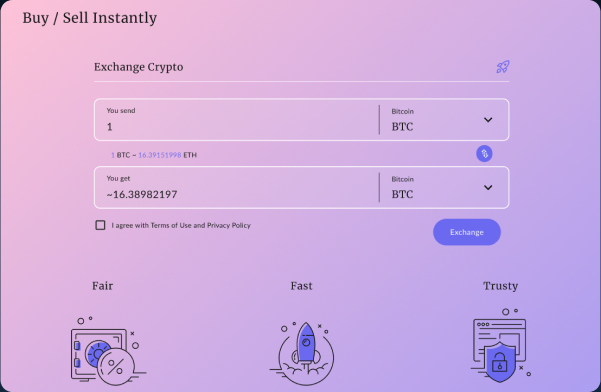 Buy / Sell Instantly
Exchange Crypto
You send
1
Bitcoin
BTC
1 BTC ~ 16.39151998 ETH
You get
~16.38982197
Bitcoin
BTC
I agree with Terms of Use and Privacy Policy
Exchange
Fair
Fast
Trusty